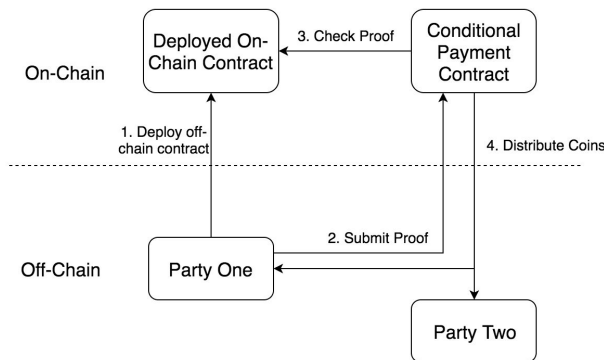 Deployed On-
Chain Contract
3. Check Proof
Conditional
Payment
Contract
On-Chain
1. Deploy off-
chain contract
4. Distribute Coins
2. Submit Proof
Off-Chain
Party One
Party Two